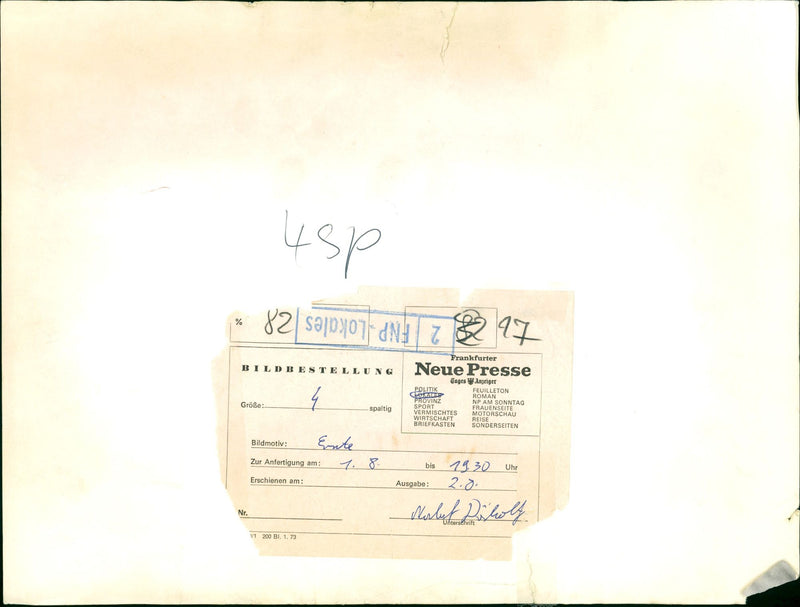 4sp
% 82 FNP - Lokales 2 82 97
BILDBESTELLUNG
Größe: 4 spaltig
Frankfurter
Neue Presse
Tages Anzeiger
POLITIK
LOKALES
PROVINZ
SPORT
VERMISCHTES
WIRTSCHAFT
BRIEFKASTEN
FEUILLETON
ROMAN
NP AM SONNTAG
FRAUENSEITE
MOTORSCHAU
REISE
SONDERSEITEN
Bildmotiv: Ernte
Zur Anfertigung am: 1. 8. bis 1930 Uhr
Erschienen am: Ausgabe: 2.8.
Nr.
Unterschrift
200 Bl. 1. 73